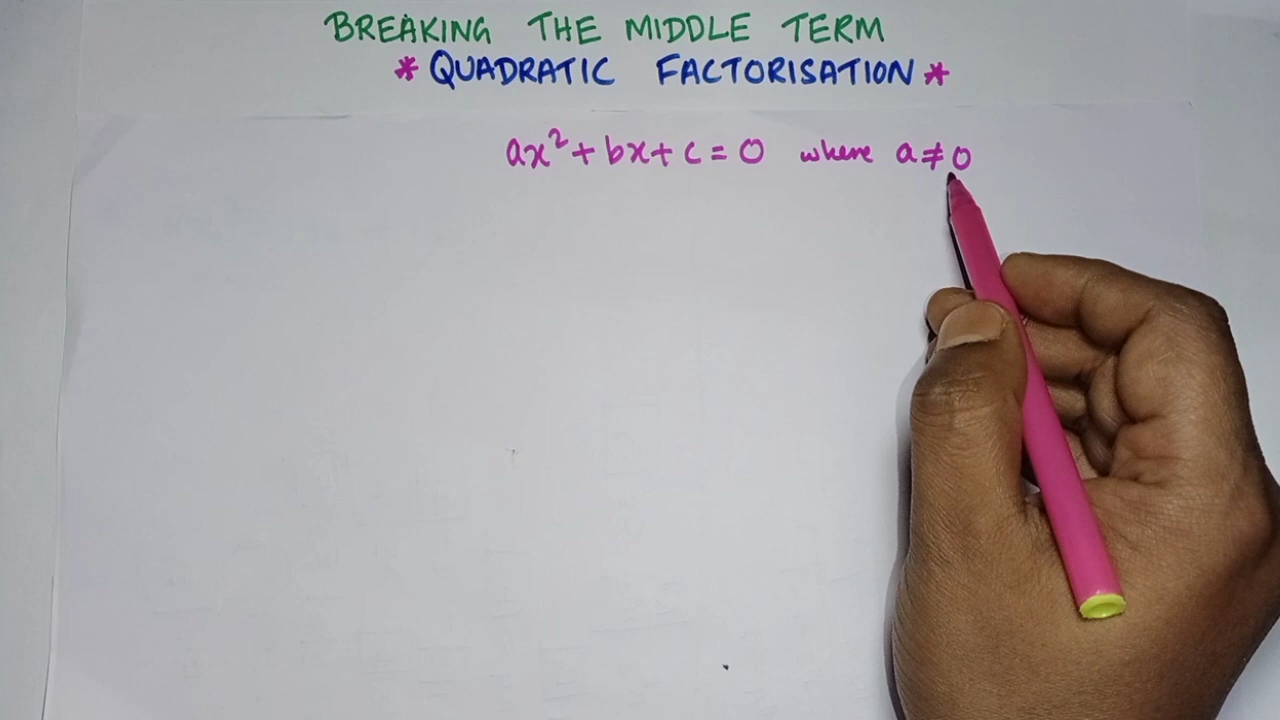 BREAKING THE MIDDLE TERM
* QUADRATIC FACTORISATION *
ax² + bx + c = 0 where a ≠ 0